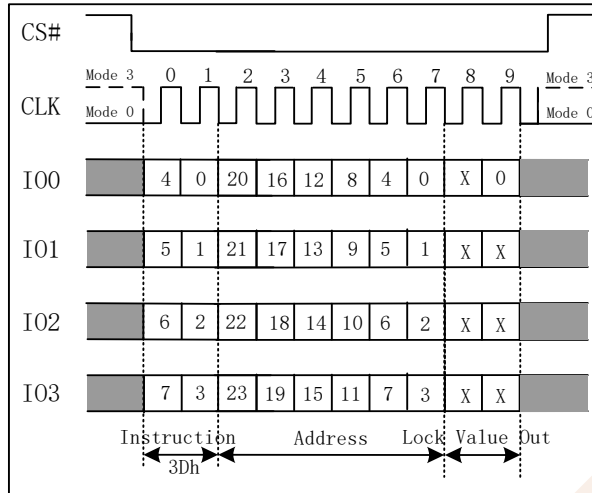 CS#
Mode 3 0 1 2 3 4 5 6 7 8 9 Mode 3
CLK
Mode 0 Mode 0
IO0 4 0 20 16 12 8 4 0 X 0
IO1 5 1 21 17 13 9 5 1 X X
IO2 6 2 22 18 14 10 6 2 X X
IO3 7 3 23 19 15 11 7 3 X X
Instruction Address Lock Value Out
3Dh